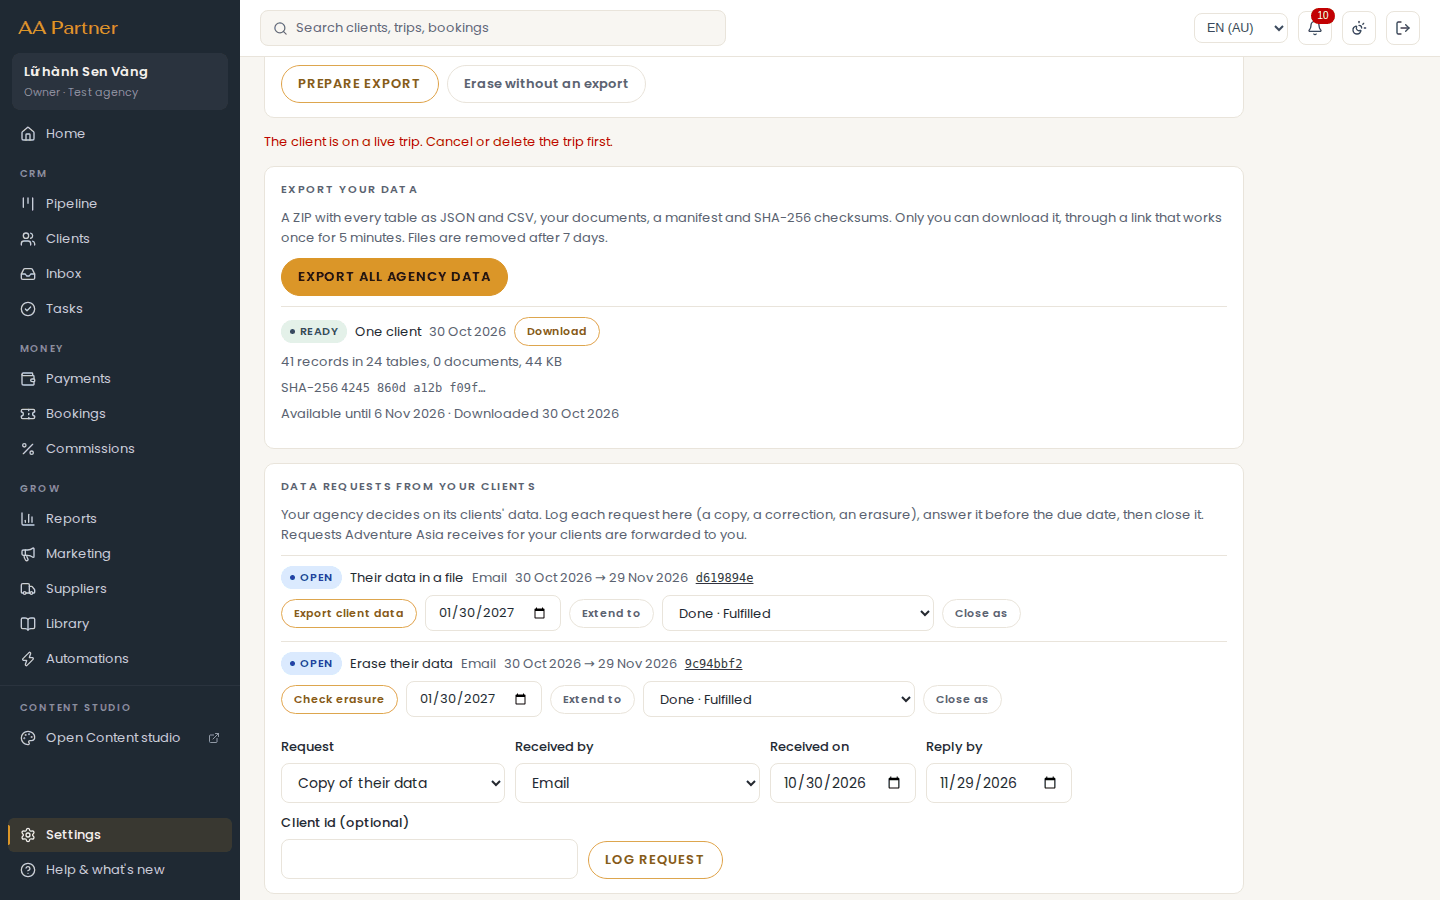 AA Partner
Lữ hành Sen Vàng
Owner · Test agency
Home
CRM
Pipeline
Clients
Inbox
Tasks
MONEY
Payments
Bookings
Commissions
GROW
Reports
Marketing
Suppliers
Library
Automations
CONTENT STUDIO
Open Content studio
Settings
Help & what's new
Search clients, trips, bookings
EN (AU)
10
PREPARE EXPORT
Erase without an export
The client is on a live trip. Cancel or delete the trip first.
EXPORT YOUR DATA
A ZIP with every table as JSON and CSV, your documents, a manifest and SHA-256 checksums. Only you can download it, through a link that works
once for 5 minutes. Files are removed after 7 days.
EXPORT ALL AGENCY DATA
READY One client 30 Oct 2026 Download
41 records in 24 tables, 0 documents, 44 KB
SHA-256 4245 860d a12b f09f…
Available until 6 Nov 2026 · Downloaded 30 Oct 2026
DATA REQUESTS FROM YOUR CLIENTS
Your agency decides on its clients' data. Log each request here (a copy, a correction, an erasure), answer it before the due date, then close it.
Requests Adventure Asia receives for your clients are forwarded to you.
OPEN Their data in a file Email 30 Oct 2026 → 29 Nov 2026 d619894e
Export client data 01/30/2027 Extend to Done · Fulfilled Close as
OPEN Erase their data Email 30 Oct 2026 → 29 Nov 2026 9c94bbf2
Check erasure 01/30/2027 Extend to Done · Fulfilled Close as
Request Received by Received on Reply by
Copy of their data Email 10/30/2026 11/29/2026
Client id (optional)
LOG REQUEST